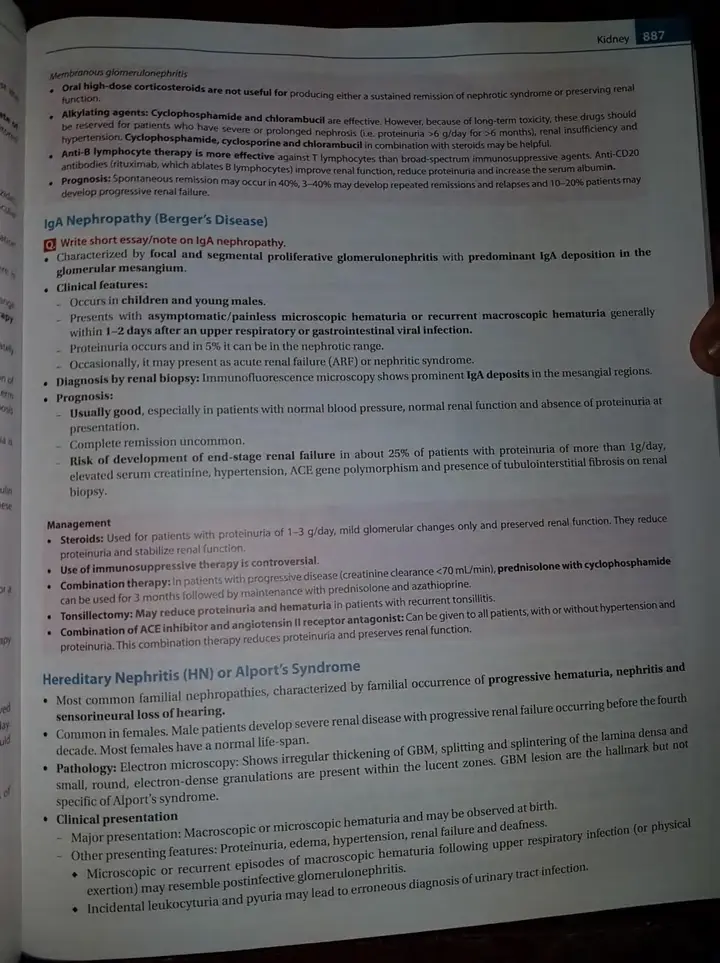 Kidney 887
Membranous glomerulonephritis
• Oral high-dose corticosteroids are not useful for producing either a sustained remission of nephrotic syndrome or preserving renal
function.
• Alkylating agents: Cyclophosphamide and chlorambucil are effective. However, because of long-term toxicity, these drugs should
be reserved for patients who have severe or prolonged nephrosis (i.e. proteinuria >6 g/day for >6 months), renal insufficiency and
hypertension. Cyclophosphamide, cyclosporine and chlorambucil in combination with steroids may be helpful.
• Anti-B lymphocyte therapy is more effective against T lymphocytes than broad-spectrum immunosuppressive agents. Anti-CD20
antibodies (rituximab, which ablates B lymphocytes) improve renal function, reduce proteinuria and increase the serum albumin.
• Prognosis: Spontaneous remission may occur in 40%, 3–40% may develop repeated remissions and relapses and 10–20% patients may
develop progressive renal failure.
IgA Nephropathy (Berger's Disease)
Q. Write short essay/note on IgA nephropathy.
• Characterized by focal and segmental proliferative glomerulonephritis with predominant IgA deposition in the
glomerular mesangium.
• Clinical features:
– Occurs in children and young males.
– Presents with asymptomatic/painless microscopic hematuria or recurrent macroscopic hematuria generally
within 1–2 days after an upper respiratory or gastrointestinal viral infection.
– Proteinuria occurs and in 5% it can be in the nephrotic range.
– Occasionally, it may present as acute renal failure (ARF) or nephritic syndrome.
• Diagnosis by renal biopsy: Immunofluorescence microscopy shows prominent IgA deposits in the mesangial regions.
• Prognosis:
– Usually good, especially in patients with normal blood pressure, normal renal function and absence of proteinuria at
presentation.
– Complete remission uncommon.
– Risk of development of end-stage renal failure in about 25% of patients with proteinuria of more than 1g/day,
elevated serum creatinine, hypertension, ACE gene polymorphism and presence of tubulointerstitial fibrosis on renal
biopsy.
Management
• Steroids: Used for patients with proteinuria of 1–3 g/day, mild glomerular changes only and preserved renal function. They reduce
proteinuria and stabilize renal function.
• Use of immunosuppressive therapy is controversial.
• Combination therapy: In patients with progressive disease (creatinine clearance <70 mL/min), prednisolone with cyclophosphamide
can be used for 3 months followed by maintenance with prednisolone and azathioprine.
• Tonsillectomy: May reduce proteinuria and hematuria in patients with recurrent tonsillitis.
• Combination of ACE inhibitor and angiotensin II receptor antagonist: Can be given to all patients, with or without hypertension and
proteinuria. This combination therapy reduces proteinuria and preserves renal function.
Hereditary Nephritis (HN) or Alport's Syndrome
• Most common familial nephropathies, characterized by familial occurrence of progressive hematuria, nephritis and
sensorineural loss of hearing.
• Common in females. Male patients develop severe renal disease with progressive renal failure occurring before the fourth
decade. Most females have a normal life-span.
• Pathology: Electron microscopy: Shows irregular thickening of GBM, splitting and splintering of the lamina densa and
small, round, electron-dense granulations are present within the lucent zones. GBM lesion are the hallmark but not
specific of Alport's syndrome.
• Clinical presentation
– Major presentation: Macroscopic or microscopic hematuria and may be observed at birth.
– Other presenting features: Proteinuria, edema, hypertension, renal failure and deafness.
◆ Microscopic or recurrent episodes of macroscopic hematuria following upper respiratory infection (or physical
exertion) may resemble postinfective glomerulonephritis.
◆ Incidental leukocyturia and pyuria may lead to erroneous diagnosis of urinary tract infection.